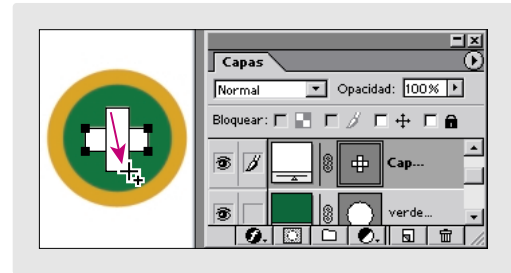 Capas
Normal Opacidad: 100%
Bloquear:
Cap...
verde...